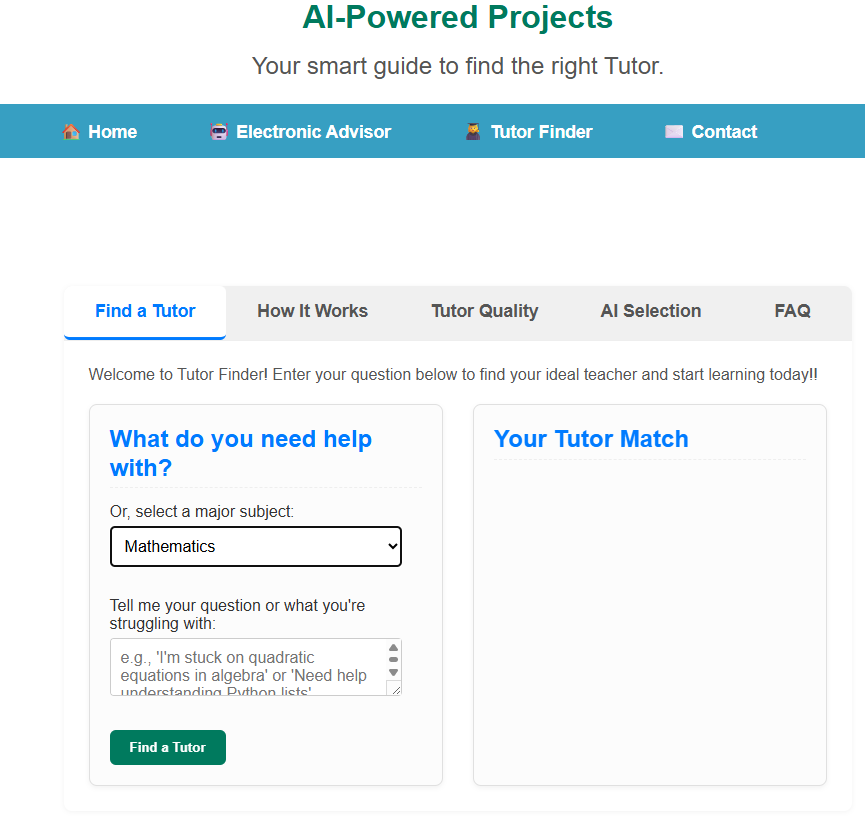 AI-Powered Projects
Your smart guide to find the right Tutor.
Home
Electronic Advisor
Tutor Finder
Contact
Find a Tutor
How It Works
Tutor Quality
AI Selection
FAQ
Welcome to Tutor Finder! Enter your question below to find your ideal teacher and start learning today!!
What do you need help
with?
Or, select a major subject:
Mathematics
Tell me your question or what you're
struggling with:
e.g., 'I'm stuck on quadratic
equations in algebra' or 'Need help
understanding Python lists'
Find a Tutor
Your Tutor Match